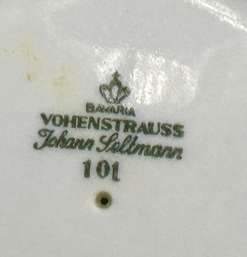 BAVARIA
VOHENSTRAUSS
Johann Seltmann
101